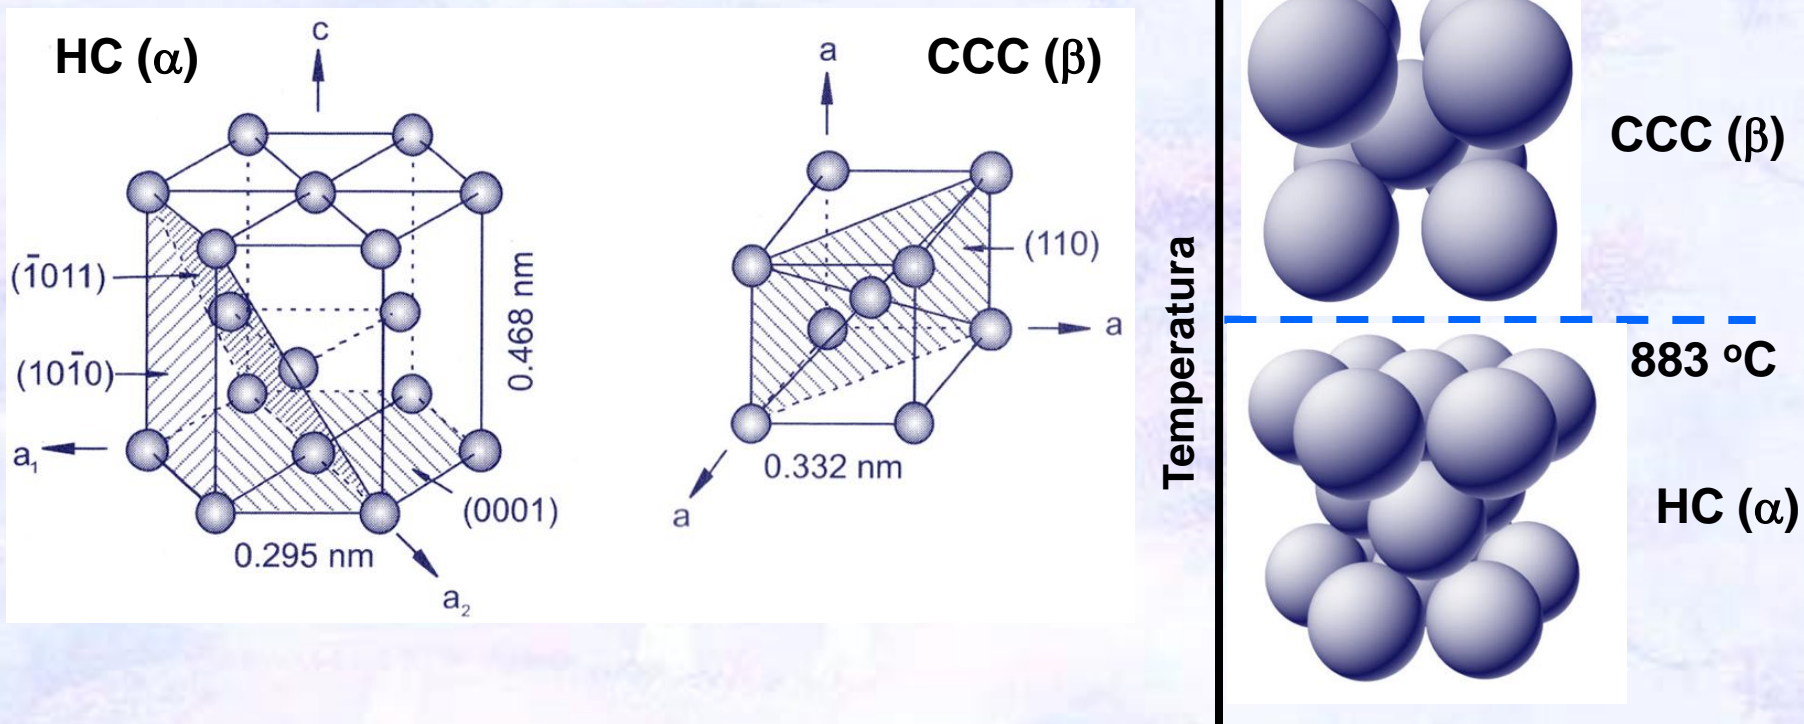 HC (α)
c
(1̄011)
(101̄0)
0.468 nm
a₁
(0001)
0.295 nm
a₂
CCC (β)
a
(110)
a
0.332 nm
a
Temperatura
CCC (β)
883 ºC
HC (α)